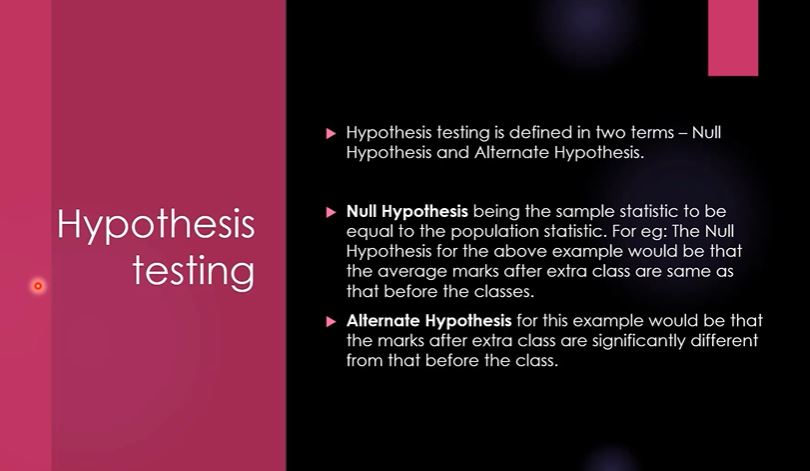 Hypothesis
testing
Hypothesis testing is defined in two terms – Null
Hypothesis and Alternate Hypothesis.
Null Hypothesis being the sample statistic to be
equal to the population statistic. For eg: The Null
Hypothesis for the above example would be that
the average marks after extra class are same as
that before the classes.
Alternate Hypothesis for this example would be that
the marks after extra class are significantly different
from that before the class.